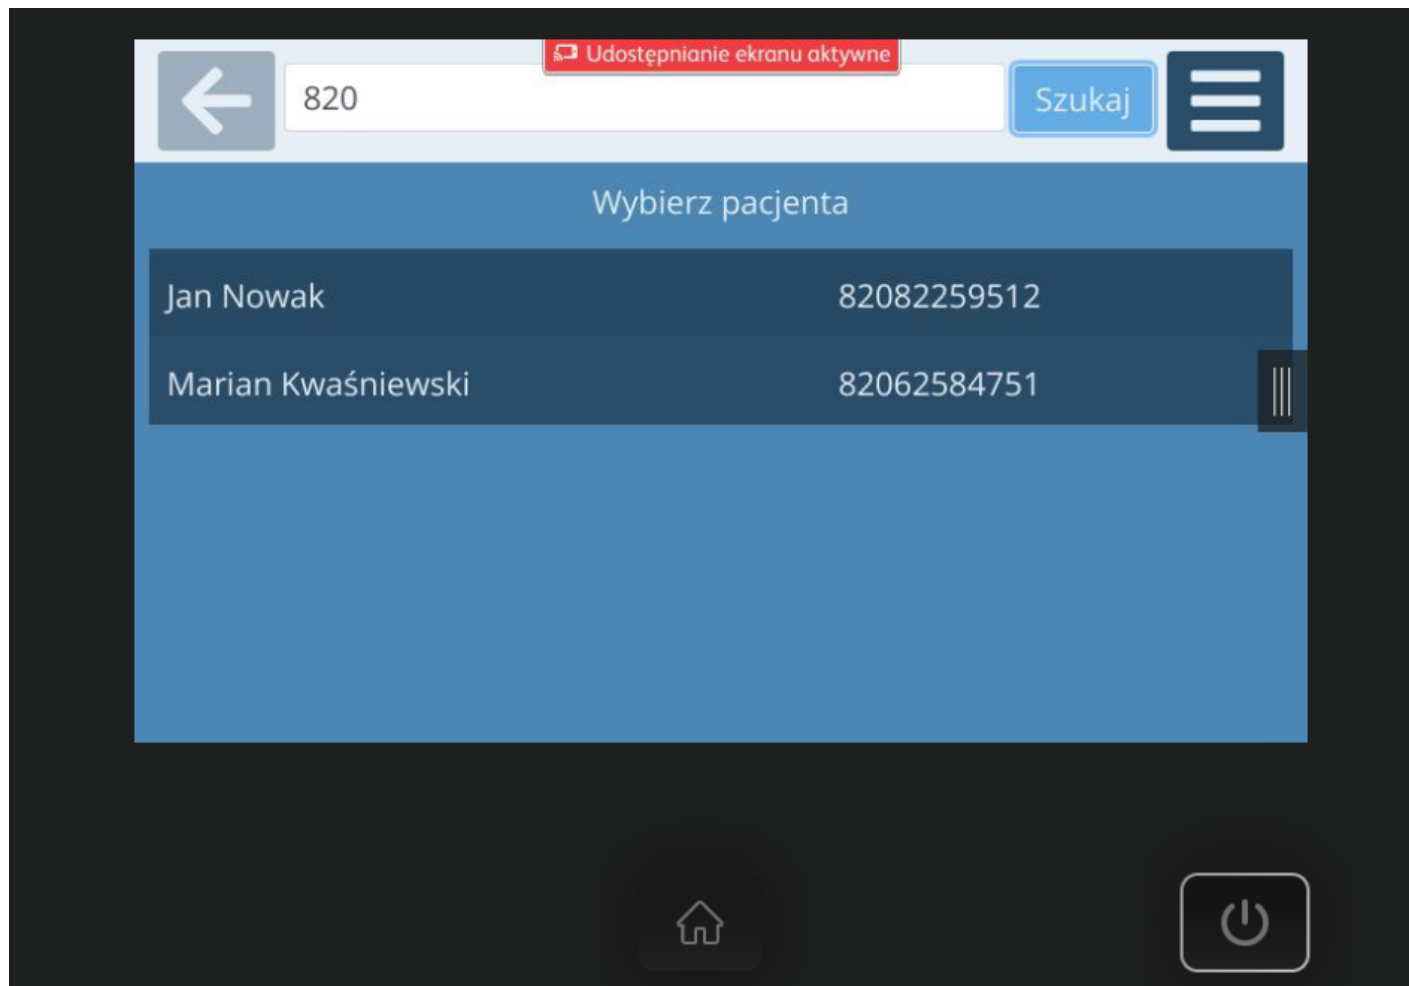 Udostępnianie ekranu aktywne
820
Szukaj
Wybierz pacjenta
Jan Nowak 82082259512
Marian Kwaśniewski 82062584751